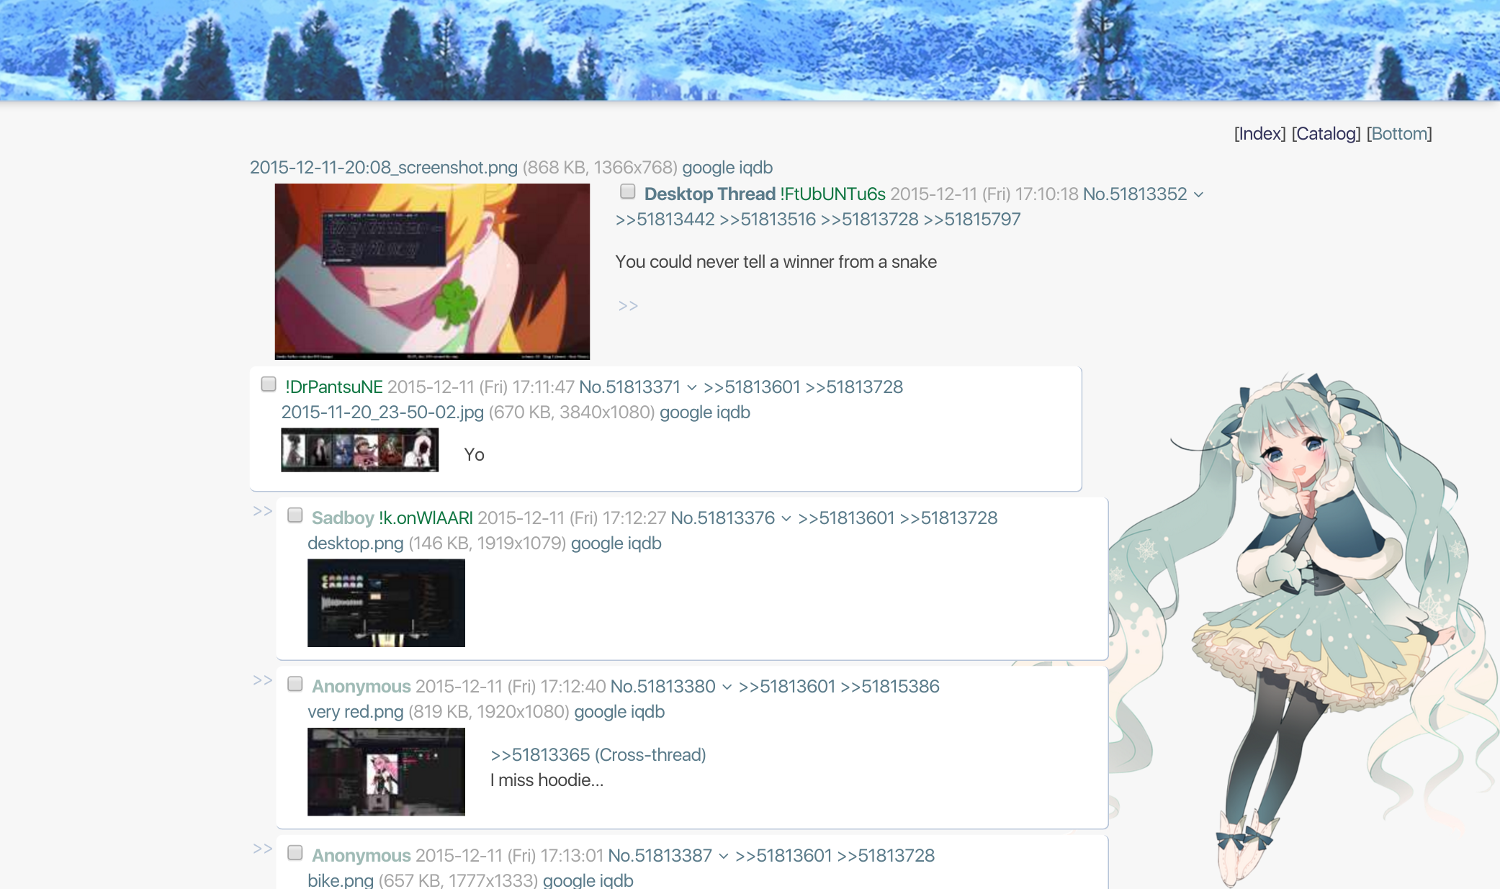 [Index] [Catalog] [Bottom]
2015-12-11-20:08_screenshot.png (868 KB, 1366x768) google iqdb
Desktop Thread !FtUbUNTu6s 2015-12-11 (Fri) 17:10:18 No.51813352
>>51813442 >>51813516 >>51813728 >>51815797
You could never tell a winner from a snake
>>
!DrPantsuNE 2015-12-11 (Fri) 17:11:47 No.51813371 >>51813601 >>51813728
2015-11-20_23-50-02.jpg (670 KB, 3840x1080) google iqdb
Yo
>> Sadboy !k.onWlAARI 2015-12-11 (Fri) 17:12:27 No.51813376 >>51813601 >>51813728
desktop.png (146 KB, 1919x1079) google iqdb
>> Anonymous 2015-12-11 (Fri) 17:12:40 No.51813380 >>51813601 >>51815386
very red.png (819 KB, 1920x1080) google iqdb
>>51813365 (Cross-thread)
I miss hoodie...
>> Anonymous 2015-12-11 (Fri) 17:13:01 No.51813387 >>51813601 >>51813728
bike.png (657 KB, 1777x1333) google iqdb